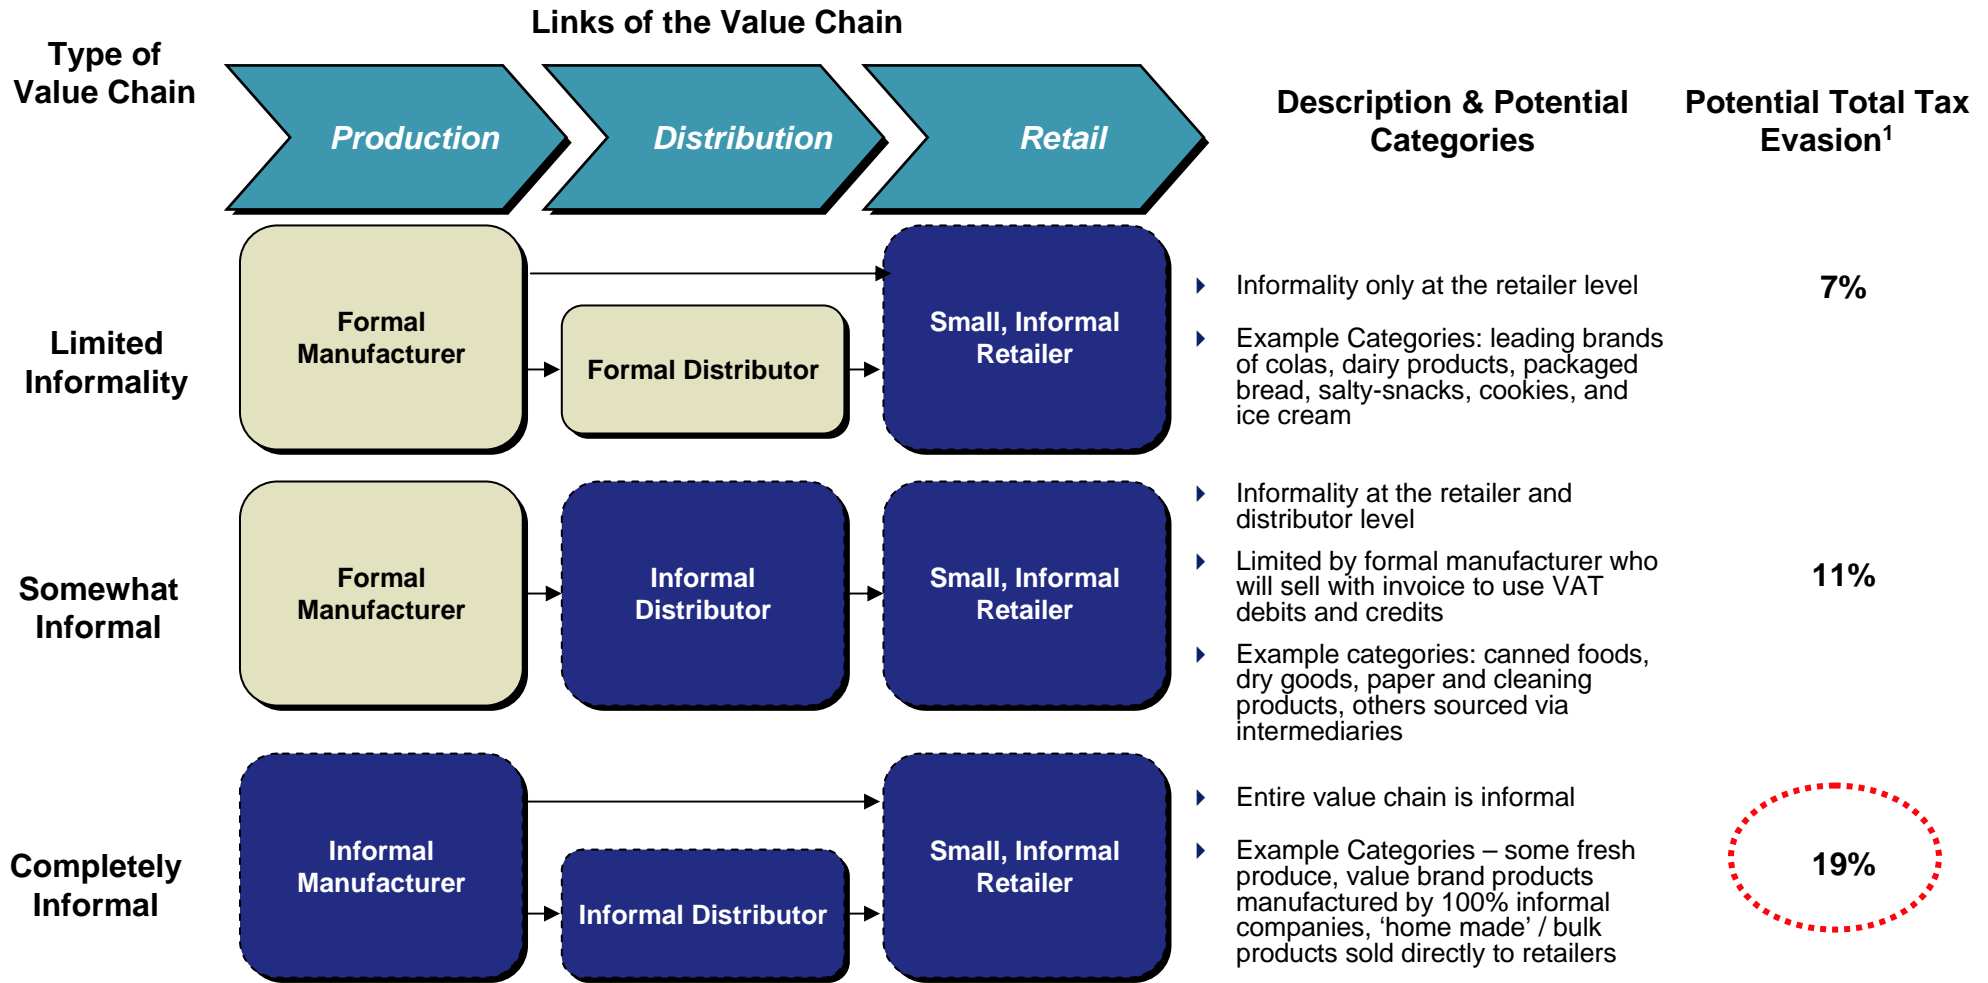 Links of the Value Chain
Type of
Value Chain
Production
Distribution
Retail
Description & Potential
Categories
Potential Total Tax
Evasion1
Limited
Informality
Formal
Manufacturer
Formal Distributor
Small, Informal
Retailer
Informality only at the retailer level
Example Categories: leading brands
of colas, dairy products, packaged
bread, salty-snacks, cookies, and
ice cream
7%
Somewhat
Informal
Formal
Manufacturer
Informal
Distributor
Small, Informal
Retailer
Informality at the retailer and
distributor level
Limited by formal manufacturer who
will sell with invoice to use VAT
debits and credits
Example categories: canned foods,
dry goods, paper and cleaning
products, others sourced via
intermediaries
11%
Completely
Informal
Informal
Manufacturer
Informal Distributor
Small, Informal
Retailer
Entire value chain is informal
Example Categories – some fresh
produce, value brand products
manufactured by 100% informal
companies, ‘home made’ / bulk
products sold directly to retailers
19%